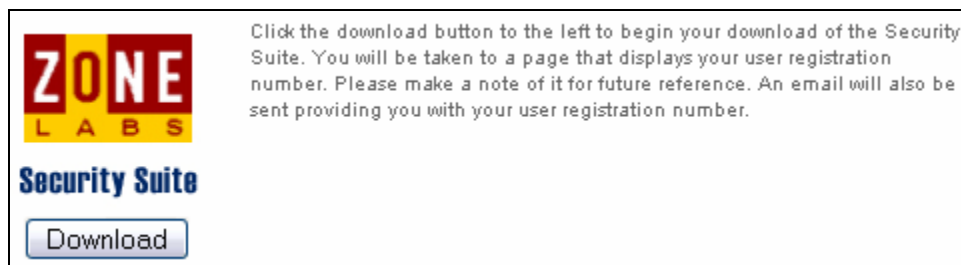 ZONE
LABS
Security Suite
Download
Click the download button to the left to begin your download of the Security
Suite. You will be taken to a page that displays your user registration
number. Please make a note of it for future reference. An email will also be
sent providing you with your user registration number.